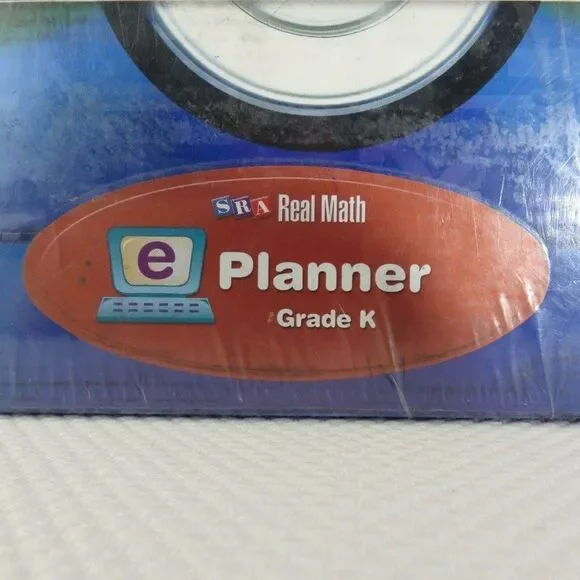 SRA Real Math
e Planner
Grade K